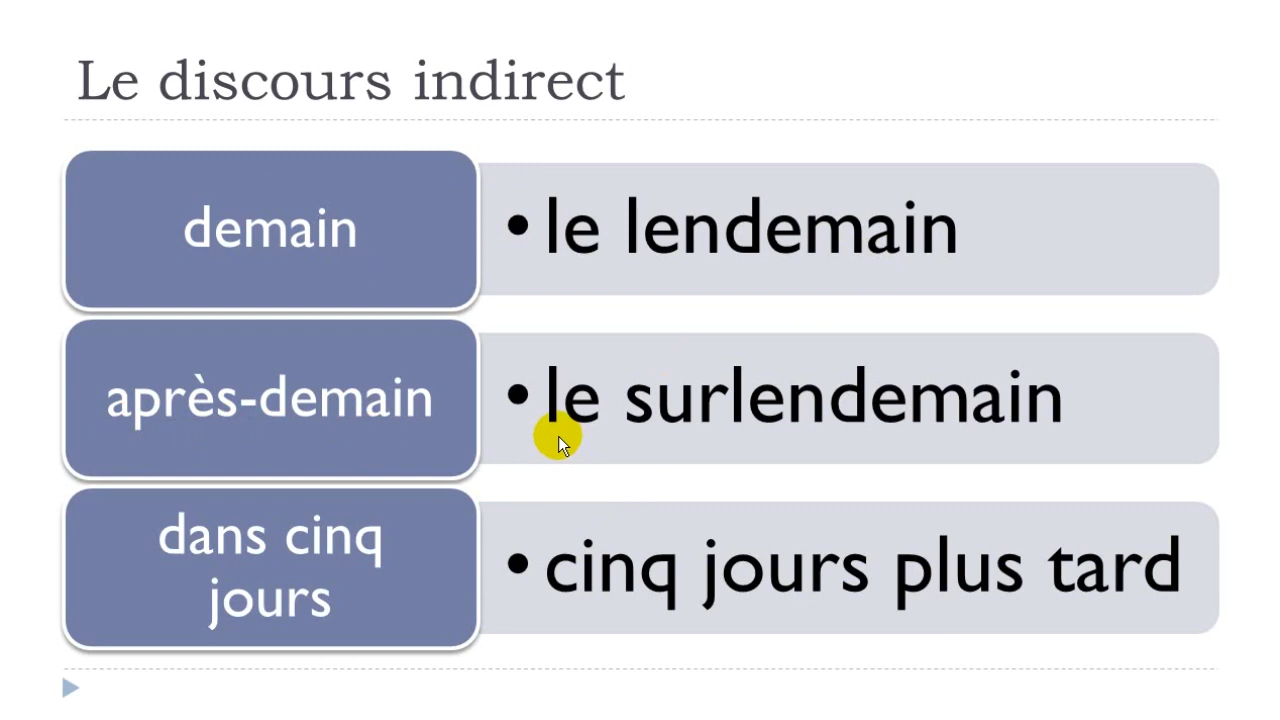 Le discours indirect
demain
• le lendemain
après-demain
• le surlendemain
dans cinq
jours
• cinq jours plus tard